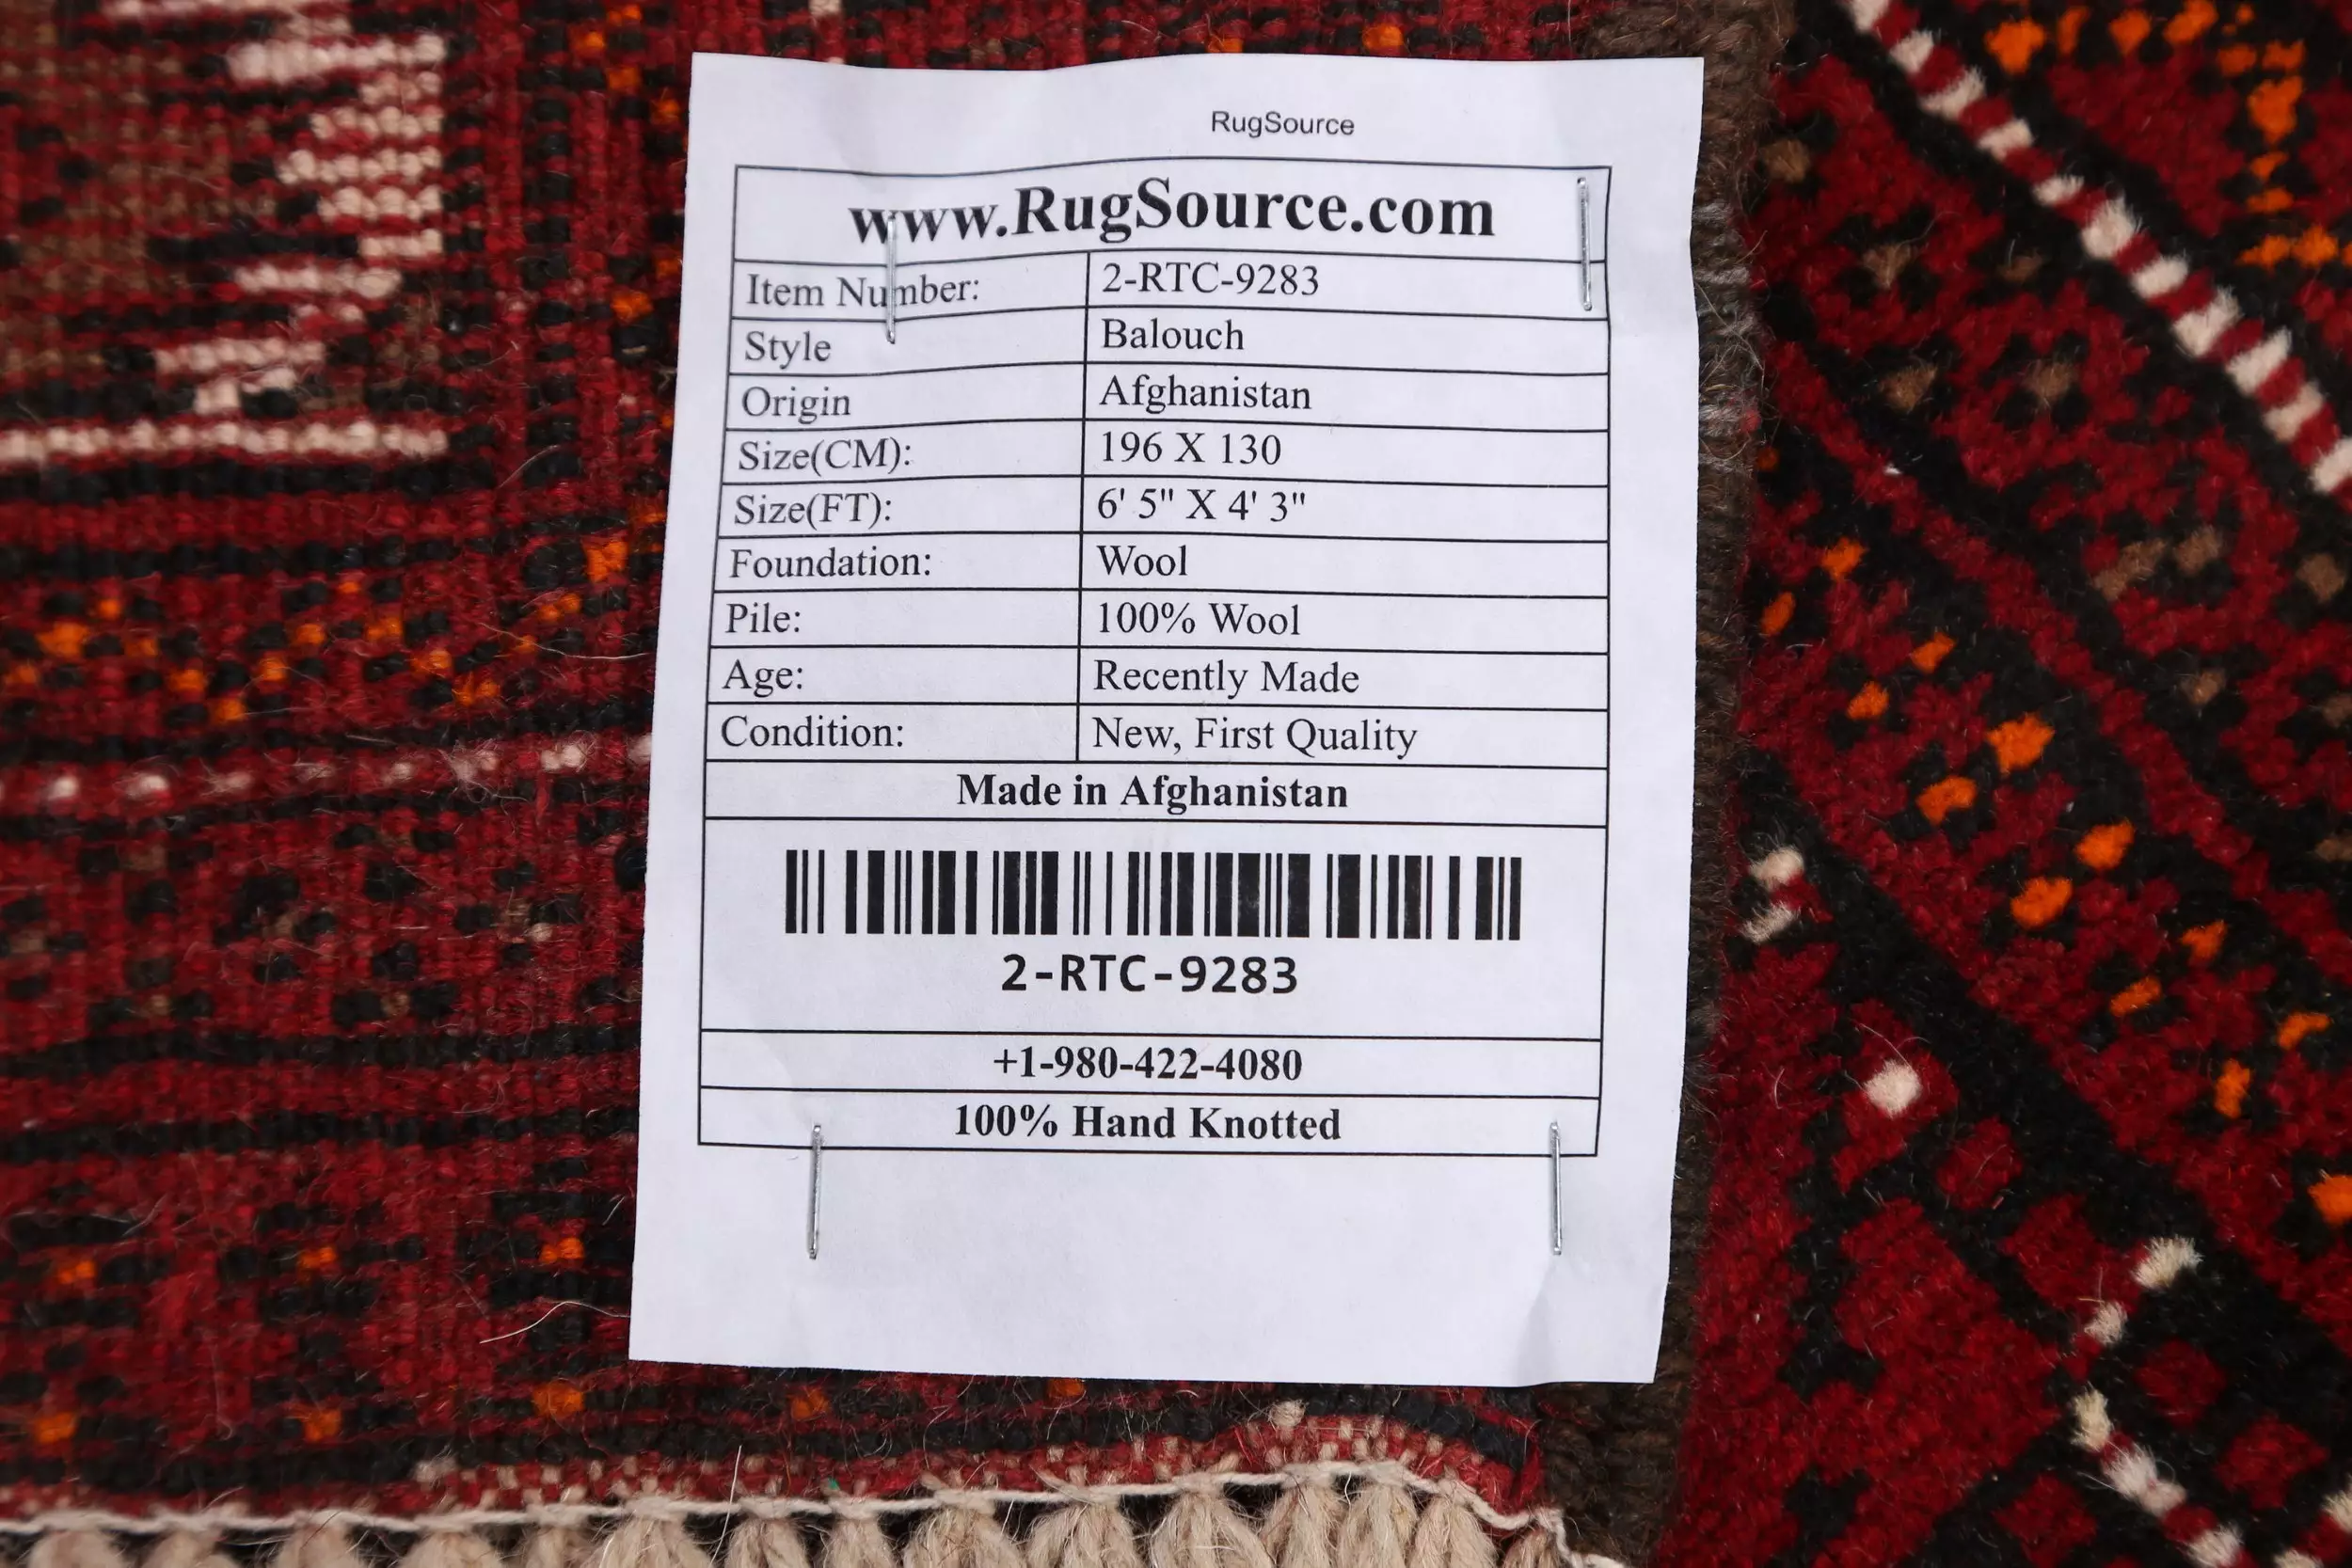 RugSource
www.RugSource.com
Item Number: 2-RTC-9283
Style Balouch
Origin Afghanistan
Size(CM): 196 X 130
Size(FT): 6' 5" X 4' 3"
Foundation: Wool
Pile: 100% Wool
Age: Recently Made
Condition: New, First Quality
Made in Afghanistan
2-RTC-9283
+1-980-422-4080
100% Hand Knotted